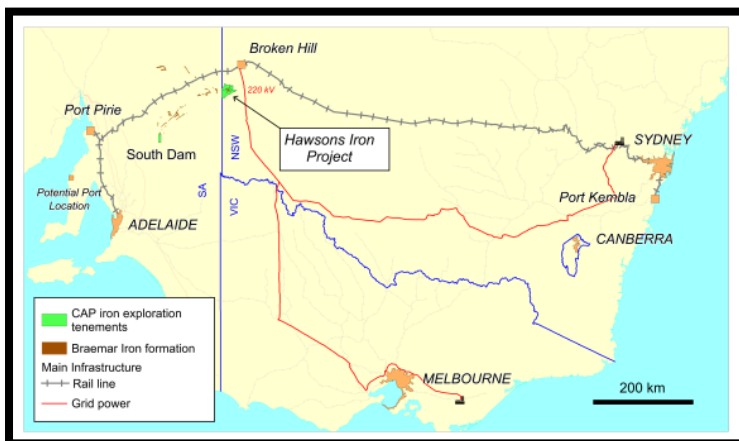 Broken Hill
220 kV
Port Pirie
Hawsons Iron
Project
South Dam
NSW
SYDNEY
Potential Port
Location
SA
VIC
Port Kembla
ADELAIDE
CANBERRA
CAP iron exploration
tenements
Braemar Iron formation
Main Infrastructure
Rail line
Grid power
MELBOURNE
200 km